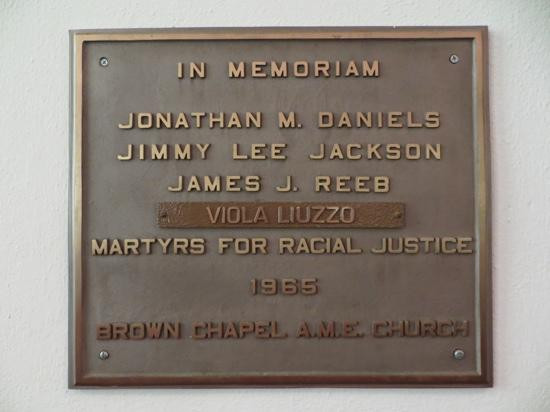 IN MEMORIAM
JONATHAN M. DANIELS
JIMMY LEE JACKSON
JAMES J. REEB
VIOLA LIUZZO
MARTYRS FOR RACIAL JUSTICE
1965
BROWN CHAPEL A.M.E. CHURCH